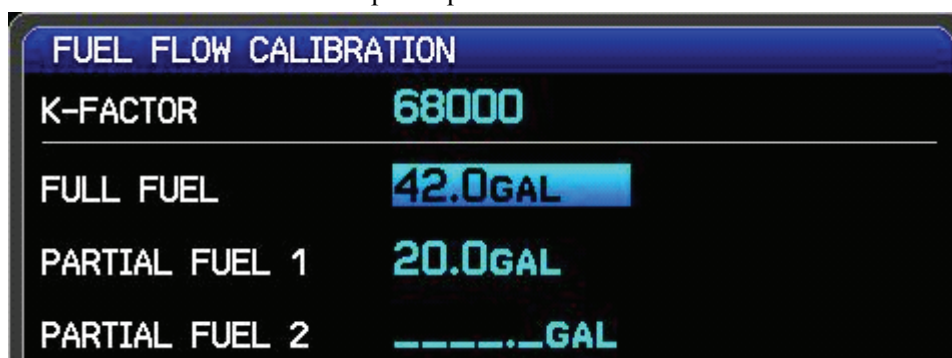 FUEL FLOW CALIBRATION
K-FACTOR 68000
FULL FUEL 42.0GAL
PARTIAL FUEL 1 20.0GAL
PARTIAL FUEL 2 ____._GAL